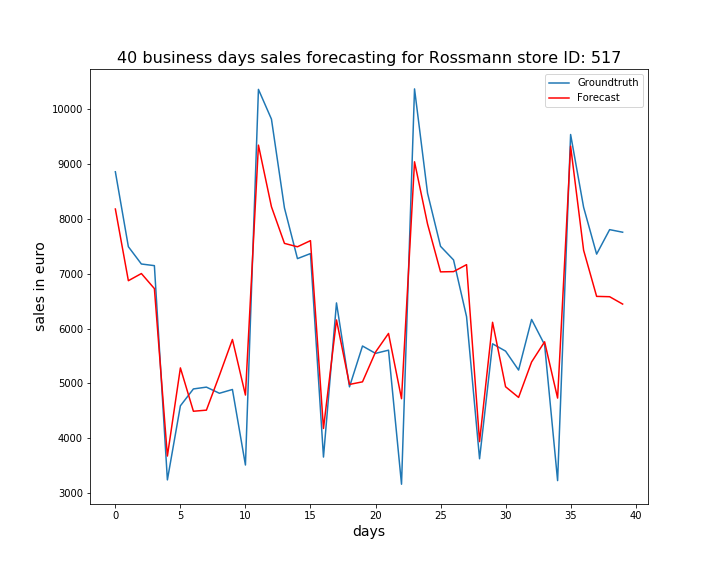 40 business days sales forecasting for Rossmann store ID: 517
Groundtruth
Forecast
10000
9000
8000
7000
6000
5000
4000
3000
sales in euro
0 5 10 15 20 25 30 35 40
days